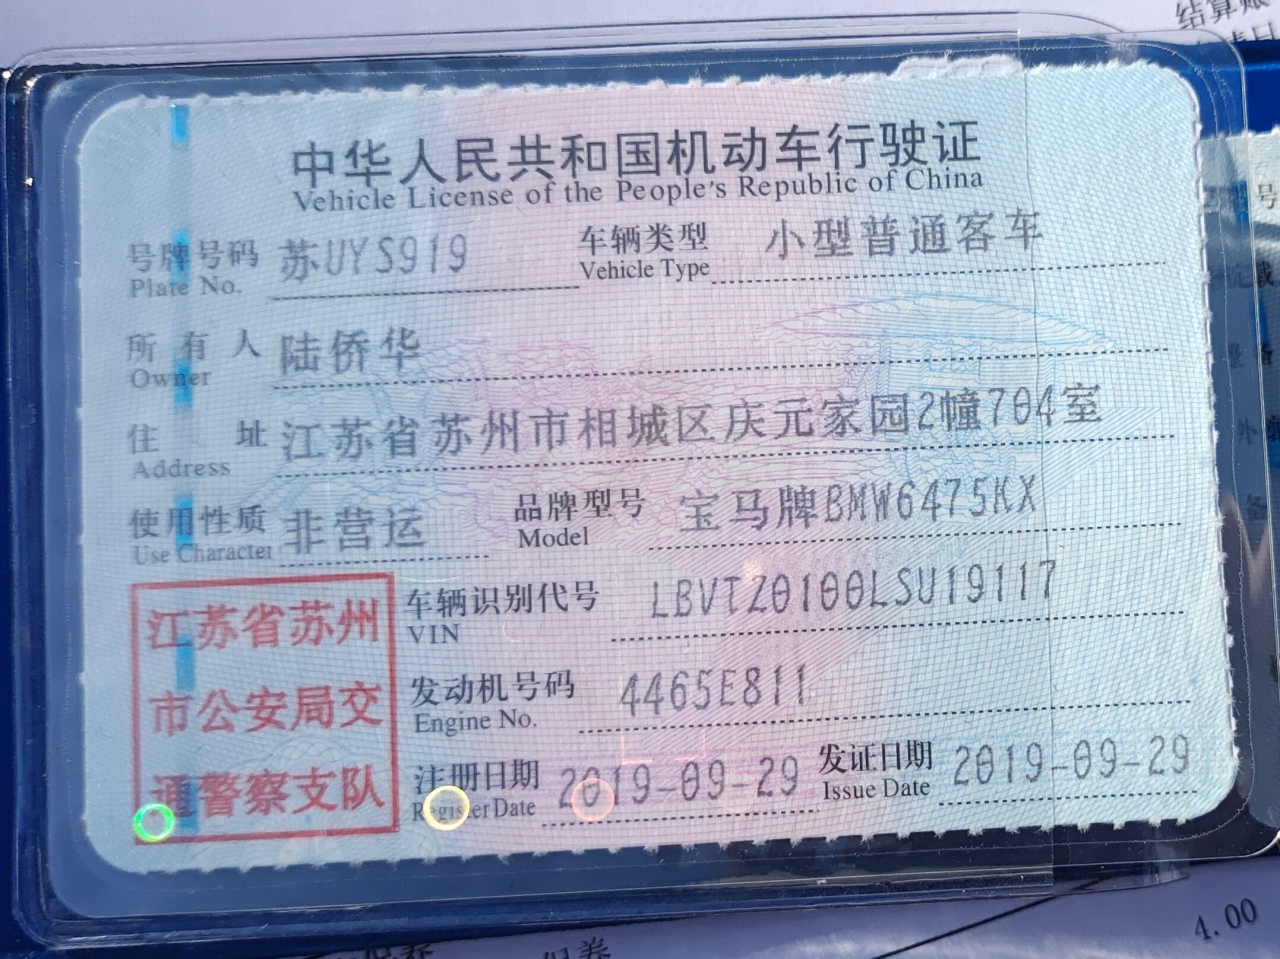 结算账
中华人民共和国机动车行驶证
Vehicle License of the People's Republic of China
号牌号码 苏UYS919 车辆类型 小型普通客车
Plate No. Vehicle Type
所有人 陆侨华
Owner
住址 江苏省苏州市相城区庆元家园2幢704室
Address
使用性质 非营运 品牌型号 宝马牌BMW6475KX
Use Character Model
江苏省苏州
市公安局交
通警察支队
车辆识别代号 LBVTZ0100LSU19117
VIN
发动机号码 4465E811
Engine No.
注册日期 2019-09-29 发证日期 2019-09-29
Register Date Issue Date
号
4.00
保养